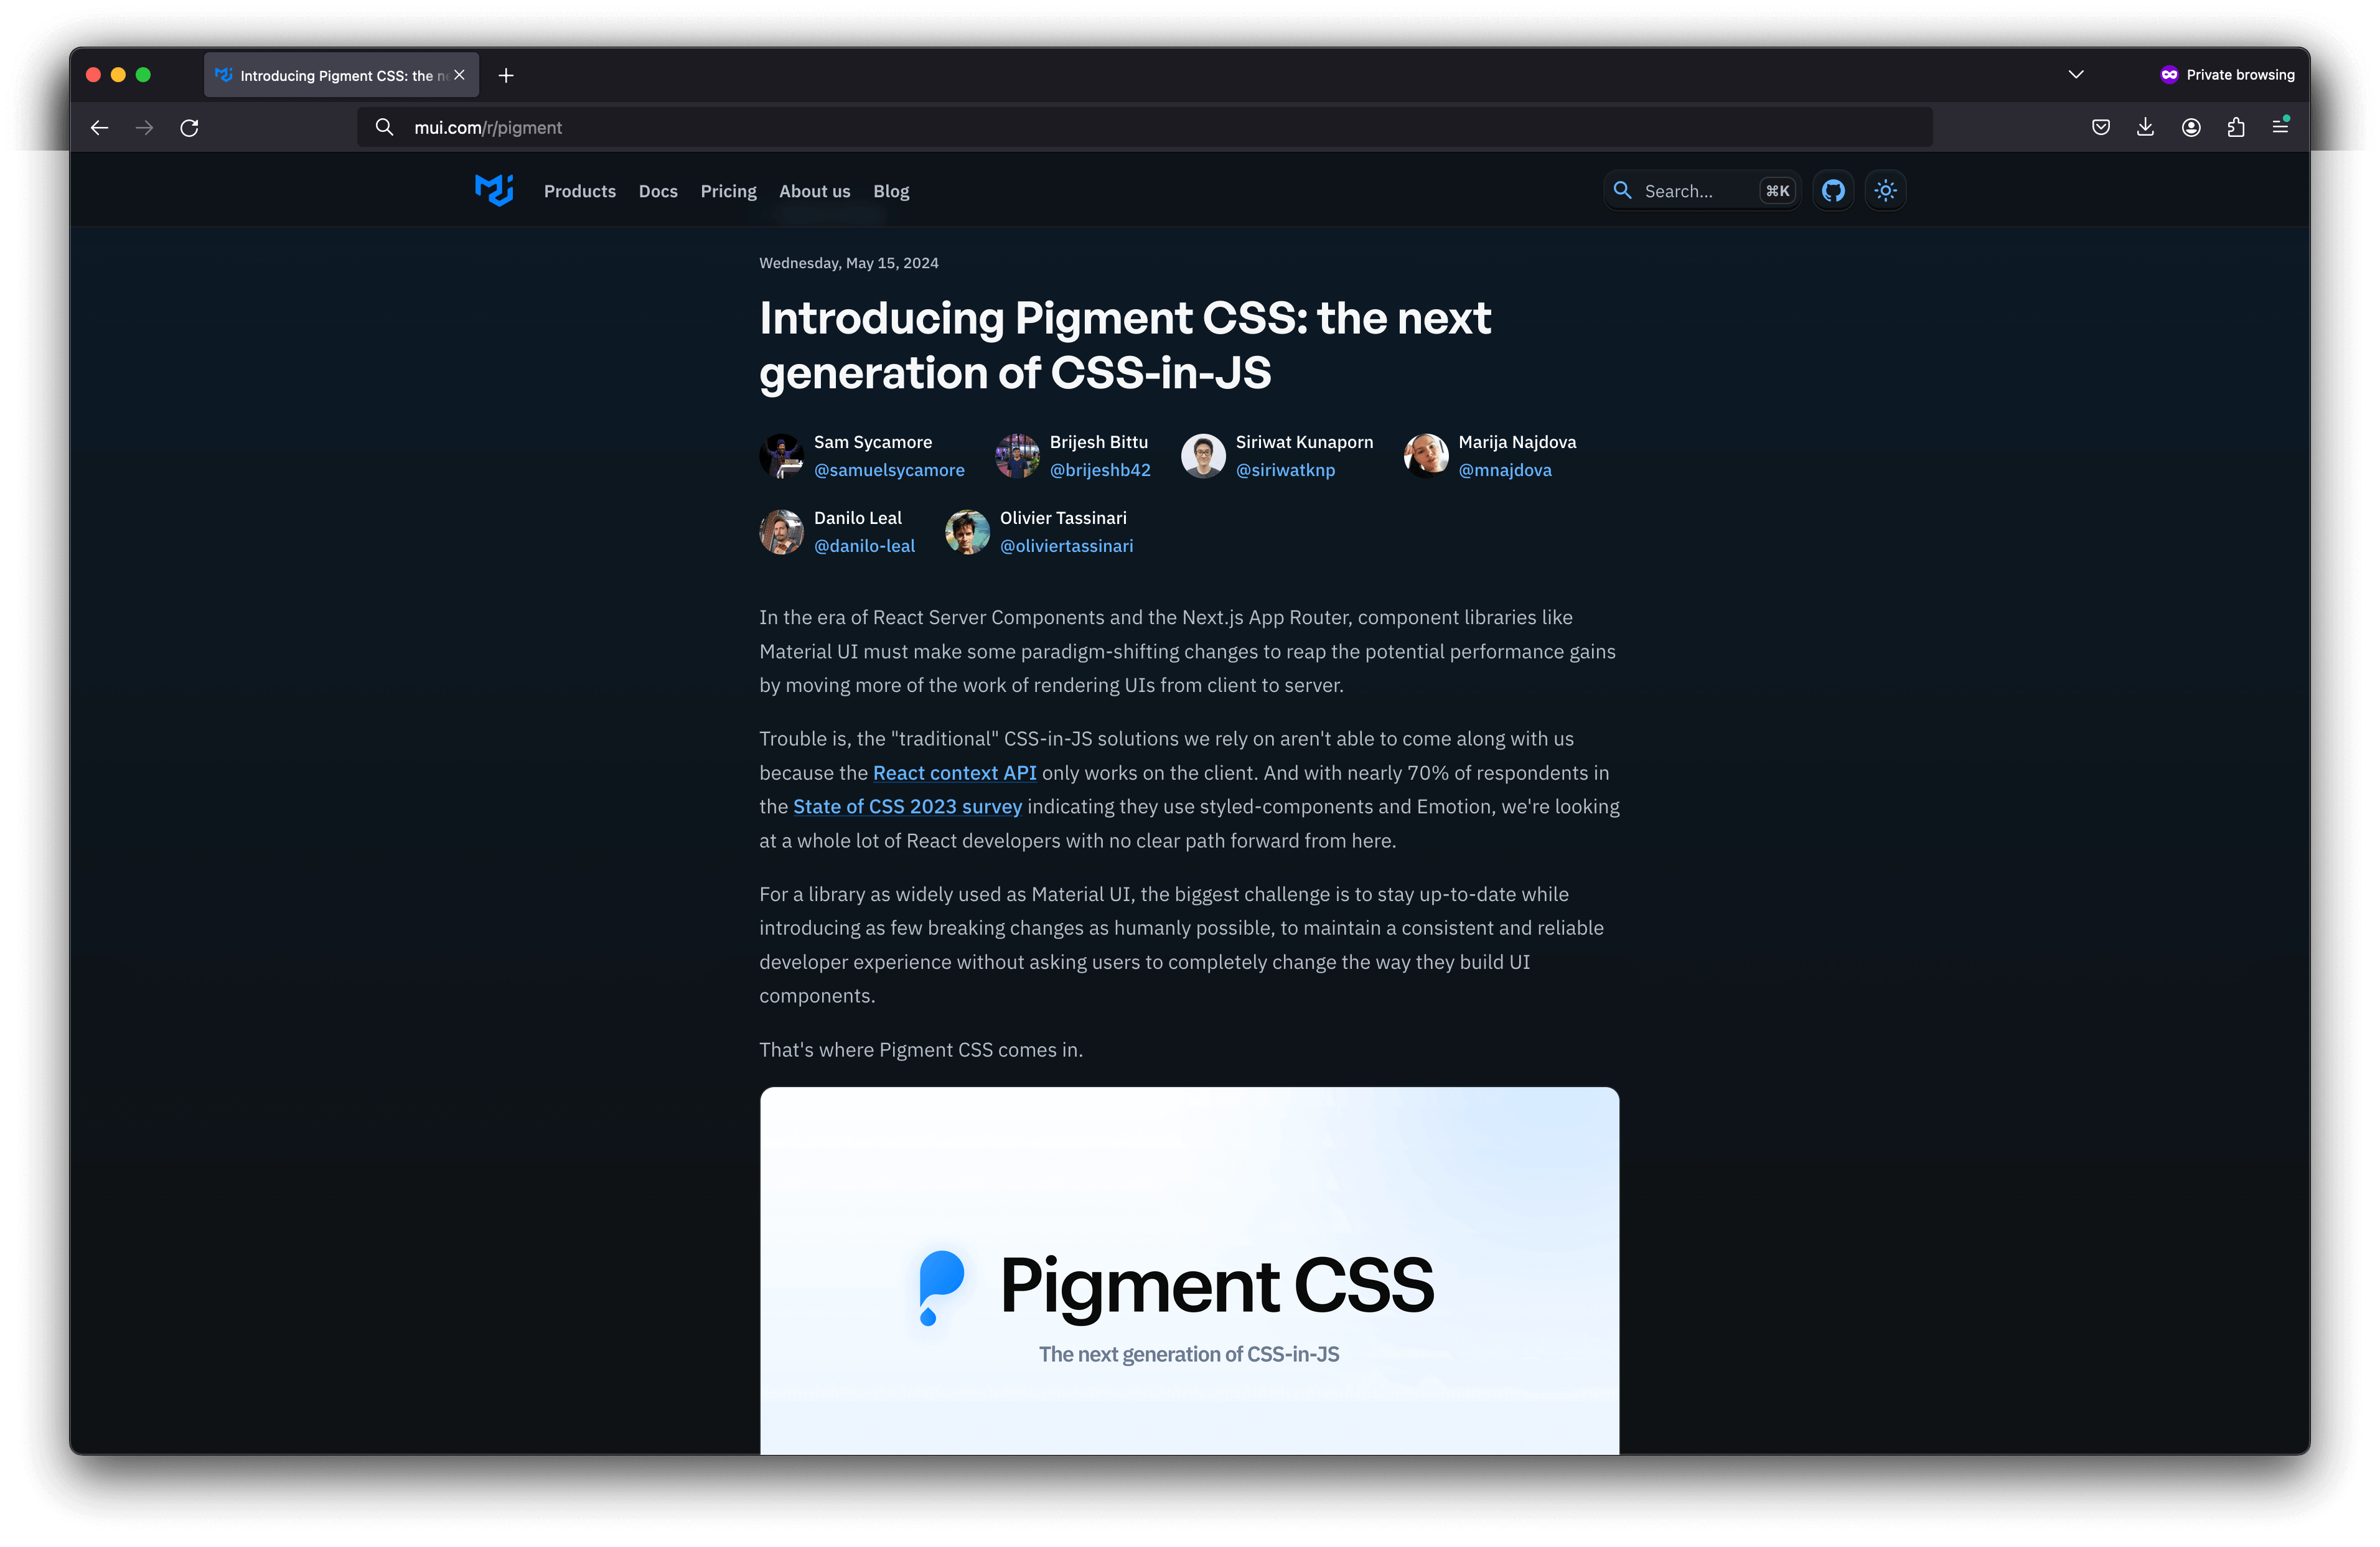 Introducing Pigment CSS: the
Private browsing
mui.com/r/pigment
Products Docs Pricing About us Blog
Search... ⌘K
Wednesday, May 15, 2024
Introducing Pigment CSS: the next
generation of CSS-in-JS
Sam Sycamore
@samuelsycamore
Brijesh Bittu
@brijeshb42
Siriwat Kunaporn
@siriwatknp
Marija Najdova
@mnajdova
Danilo Leal
@danilo-leal
Olivier Tassinari
@oliviertassinari
In the era of React Server Components and the Next.js App Router, component libraries like
Material UI must make some paradigm-shifting changes to reap the potential performance gains
by moving more of the work of rendering UIs from client to server.
Trouble is, the "traditional" CSS-in-JS solutions we rely on aren't able to come along with us
because the React context API only works on the client. And with nearly 70% of respondents in
the State of CSS 2023 survey indicating they use styled-components and Emotion, we're looking
at a whole lot of React developers with no clear path forward from here.
For a library as widely used as Material UI, the biggest challenge is to stay up-to-date while
introducing as few breaking changes as humanly possible, to maintain a consistent and reliable
developer experience without asking users to completely change the way they build UI
components.
That's where Pigment CSS comes in.
Pigment CSS
The next generation of CSS-in-JS